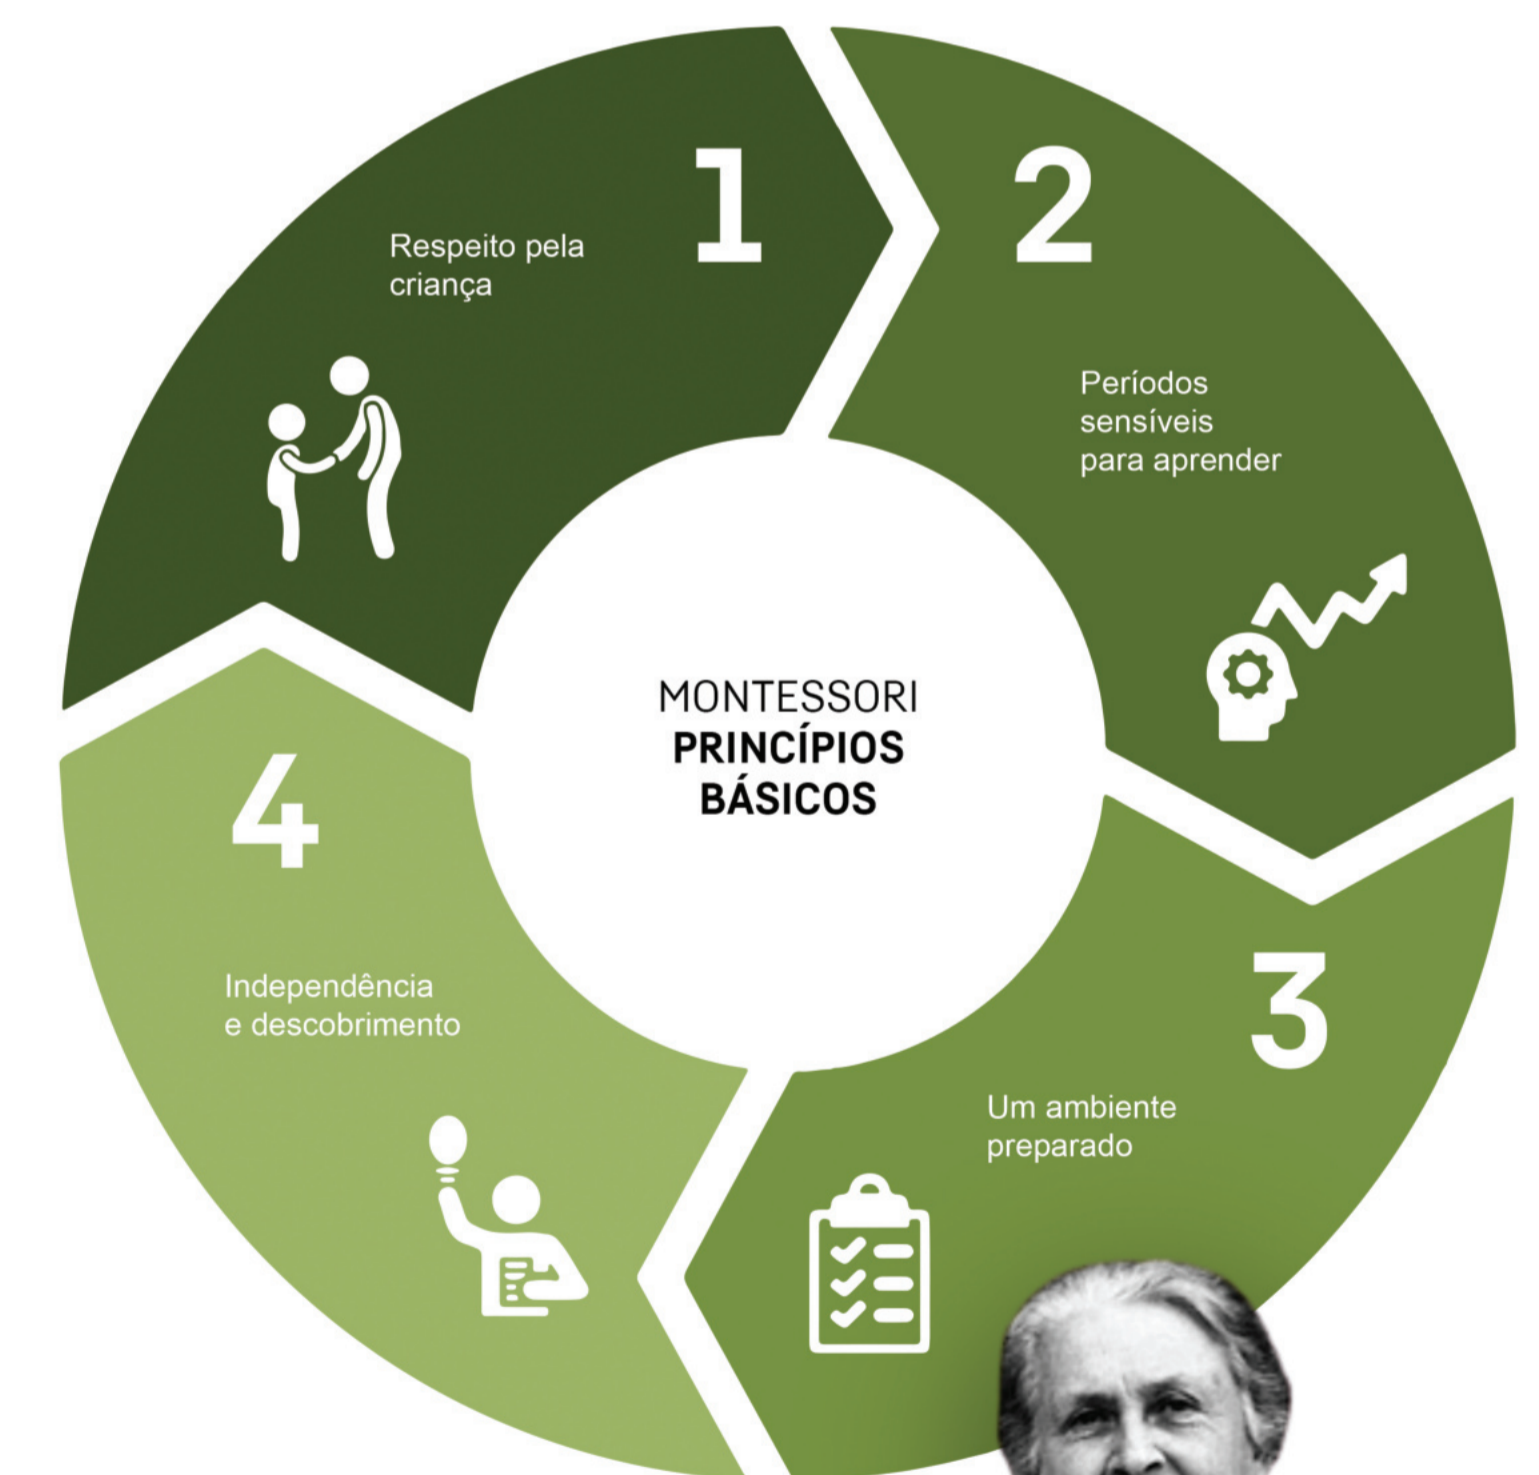 1
Respeito pela
criança
2
Períodos
sensíveis
para aprender
MONTESSORI
PRINCÍPIOS
BÁSICOS
3
Um ambiente
preparado
4
Independência
e descobrimento